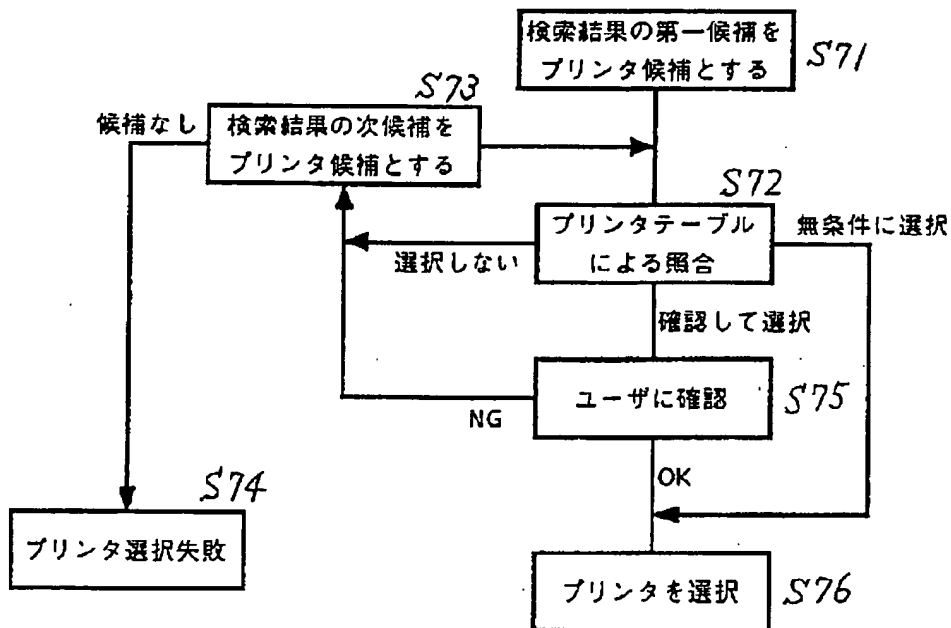 検索結果の第一候補を
プリンタ候補とする
S71
S73
候補なし
検索結果の次候補を
プリンタ候補とする
S72
プリンタテーブル
による照合
無条件に選択
選択しない
確認して選択
ユーザに確認
S75
NG
OK
S74
プリンタ選択失敗
プリンタを選択
S76